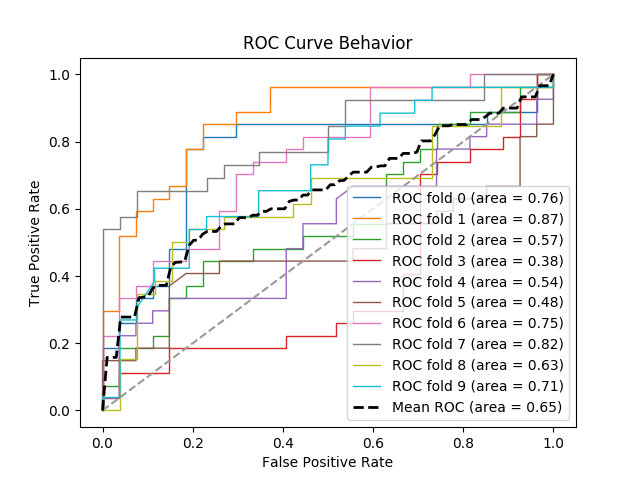 ROC Curve Behavior
True Positive Rate
1.0
0.8
0.6
0.4
0.2
0.0
ROC fold 0 (area = 0.76)
ROC fold 1 (area = 0.87)
ROC fold 2 (area = 0.57)
ROC fold 3 (area = 0.38)
ROC fold 4 (area = 0.54)
ROC fold 5 (area = 0.48)
ROC fold 6 (area = 0.75)
ROC fold 7 (area = 0.82)
ROC fold 8 (area = 0.63)
ROC fold 9 (area = 0.71)
Mean ROC (area = 0.65)
0.0 0.2 0.4 0.6 0.8 1.0
False Positive Rate